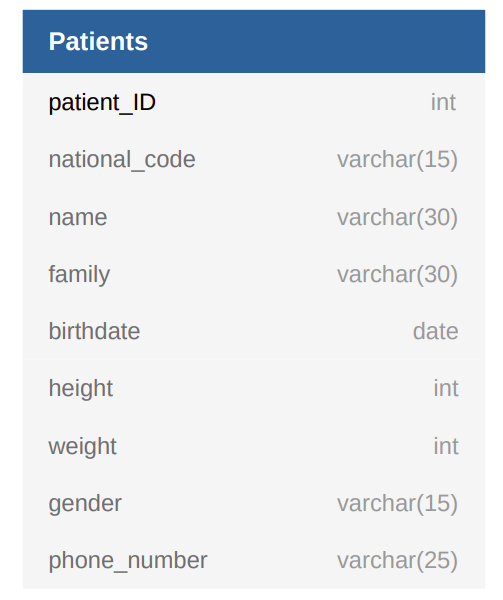 Patients
patient_ID int
national_code varchar(15)
name varchar(30)
family varchar(30)
birthdate date
height int
weight int
gender varchar(15)
phone_number varchar(25)